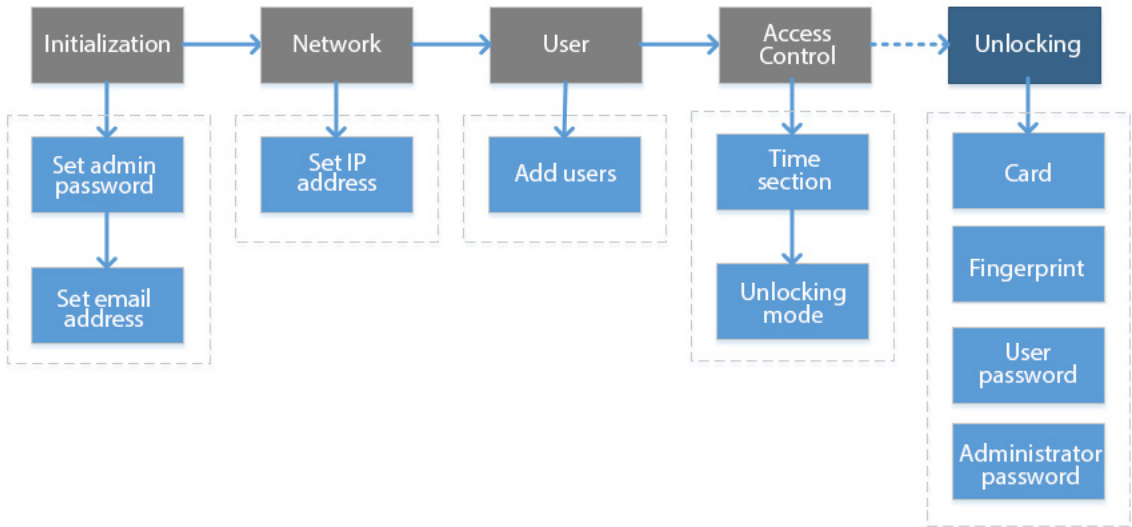 Initialization
Network
User
Access
Control
Unlocking
Set admin
password
Set email
address
Set IP
address
Add users
Time
section
Unlocking
mode
Card
Fingerprint
User
password
Administrator
password